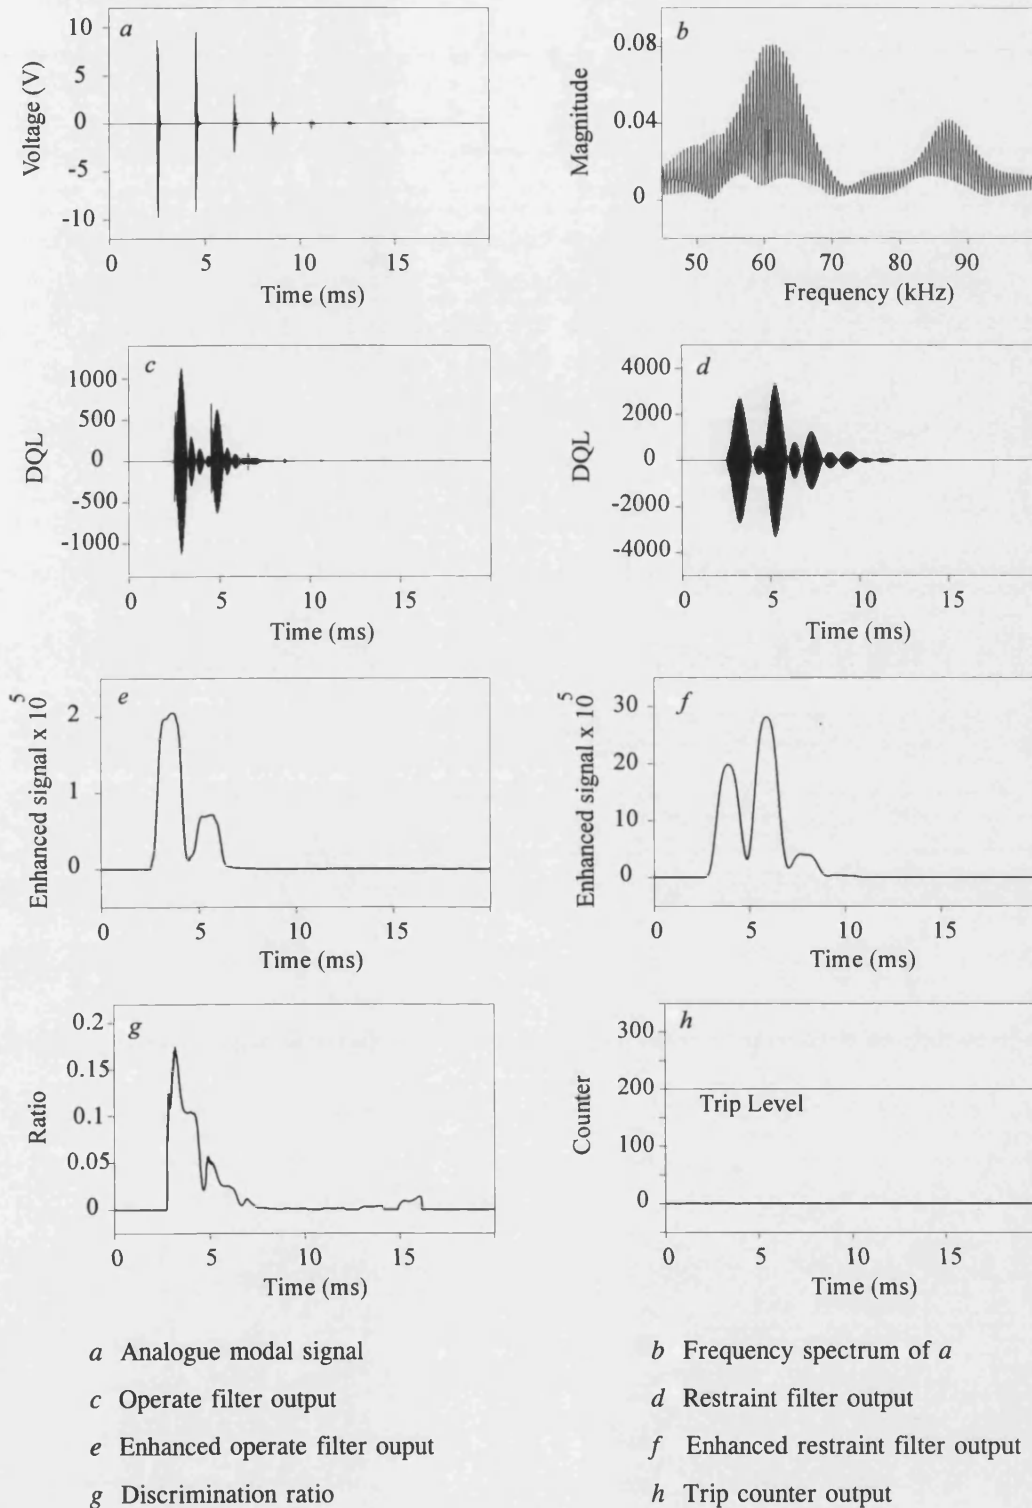 a
10
5
0
-5
-10
Voltage (V)
0 5 10 15
Time (ms)
b
0.08
0.04
0
Magnitude
50 60 70 80 90
Frequency (kHz)
c
1000
500
0
-500
-1000
DQL
0 5 10 15
Time (ms)
d
4000
2000
0
-2000
-4000
DQL
0 5 10 15
Time (ms)
e
2
1
0
Enhanced signal x 10 5
0 5 10 15
Time (ms)
f
30
20
10
0
Enhanced signal x 10 5
0 5 10 15
Time (ms)
g
0.2
0.15
0.1
0.05
0
Ratio
0 5 10 15
Time (ms)
h
300
200
100
0
Counter
Trip Level
0 5 10 15
Time (ms)
a Analogue modal signal
b Frequency spectrum of a
c Operate filter output
d Restraint filter output
e Enhanced operate filter ouput
f Enhanced restraint filter output
g Discrimination ratio
h Trip counter output